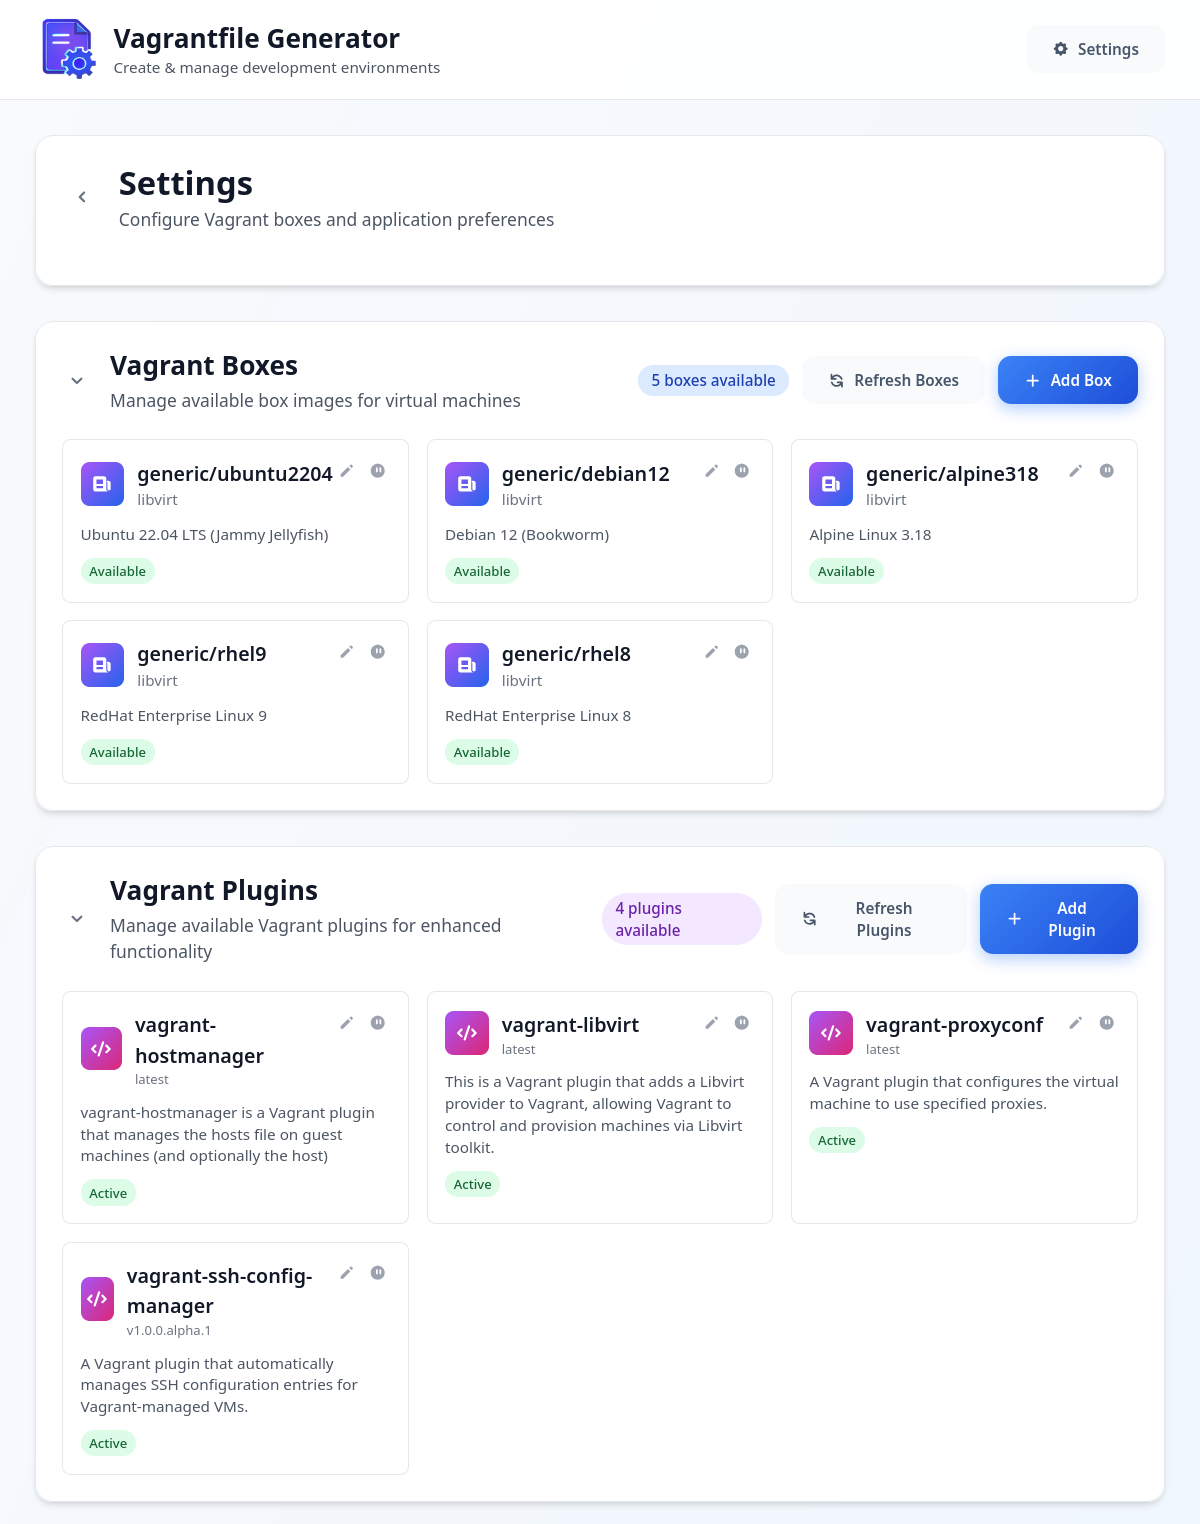 Vagrantfile Generator
Create & manage development environments
Settings
Settings
Configure Vagrant boxes and application preferences
Vagrant Boxes
Manage available box images for virtual machines
5 boxes available
Refresh Boxes
Add Box
generic/ubuntu2204
libvirt
Ubuntu 22.04 LTS (Jammy Jellyfish)
Available
generic/debian12
libvirt
Debian 12 (Bookworm)
Available
generic/alpine318
libvirt
Alpine Linux 3.18
Available
generic/rhel9
libvirt
RedHat Enterprise Linux 9
Available
generic/rhel8
libvirt
RedHat Enterprise Linux 8
Available
Vagrant Plugins
Manage available Vagrant plugins for enhanced
functionality
4 plugins
available
Refresh
Plugins
Add
Plugin
vagrant-
hostmanager
latest
vagrant-hostmanager is a Vagrant plugin
that manages the hosts file on guest
machines (and optionally the host)
Active
vagrant-libvirt
latest
This is a Vagrant plugin that adds a Libvirt
provider to Vagrant, allowing Vagrant to
control and provision machines via Libvirt
toolkit.
Active
vagrant-proxyconf
latest
A Vagrant plugin that configures the virtual
machine to use specified proxies.
Active
vagrant-ssh-config-
manager
v1.0.0.alpha.1
A Vagrant plugin that automatically
manages SSH configuration entries for
Vagrant-managed VMs.
Active